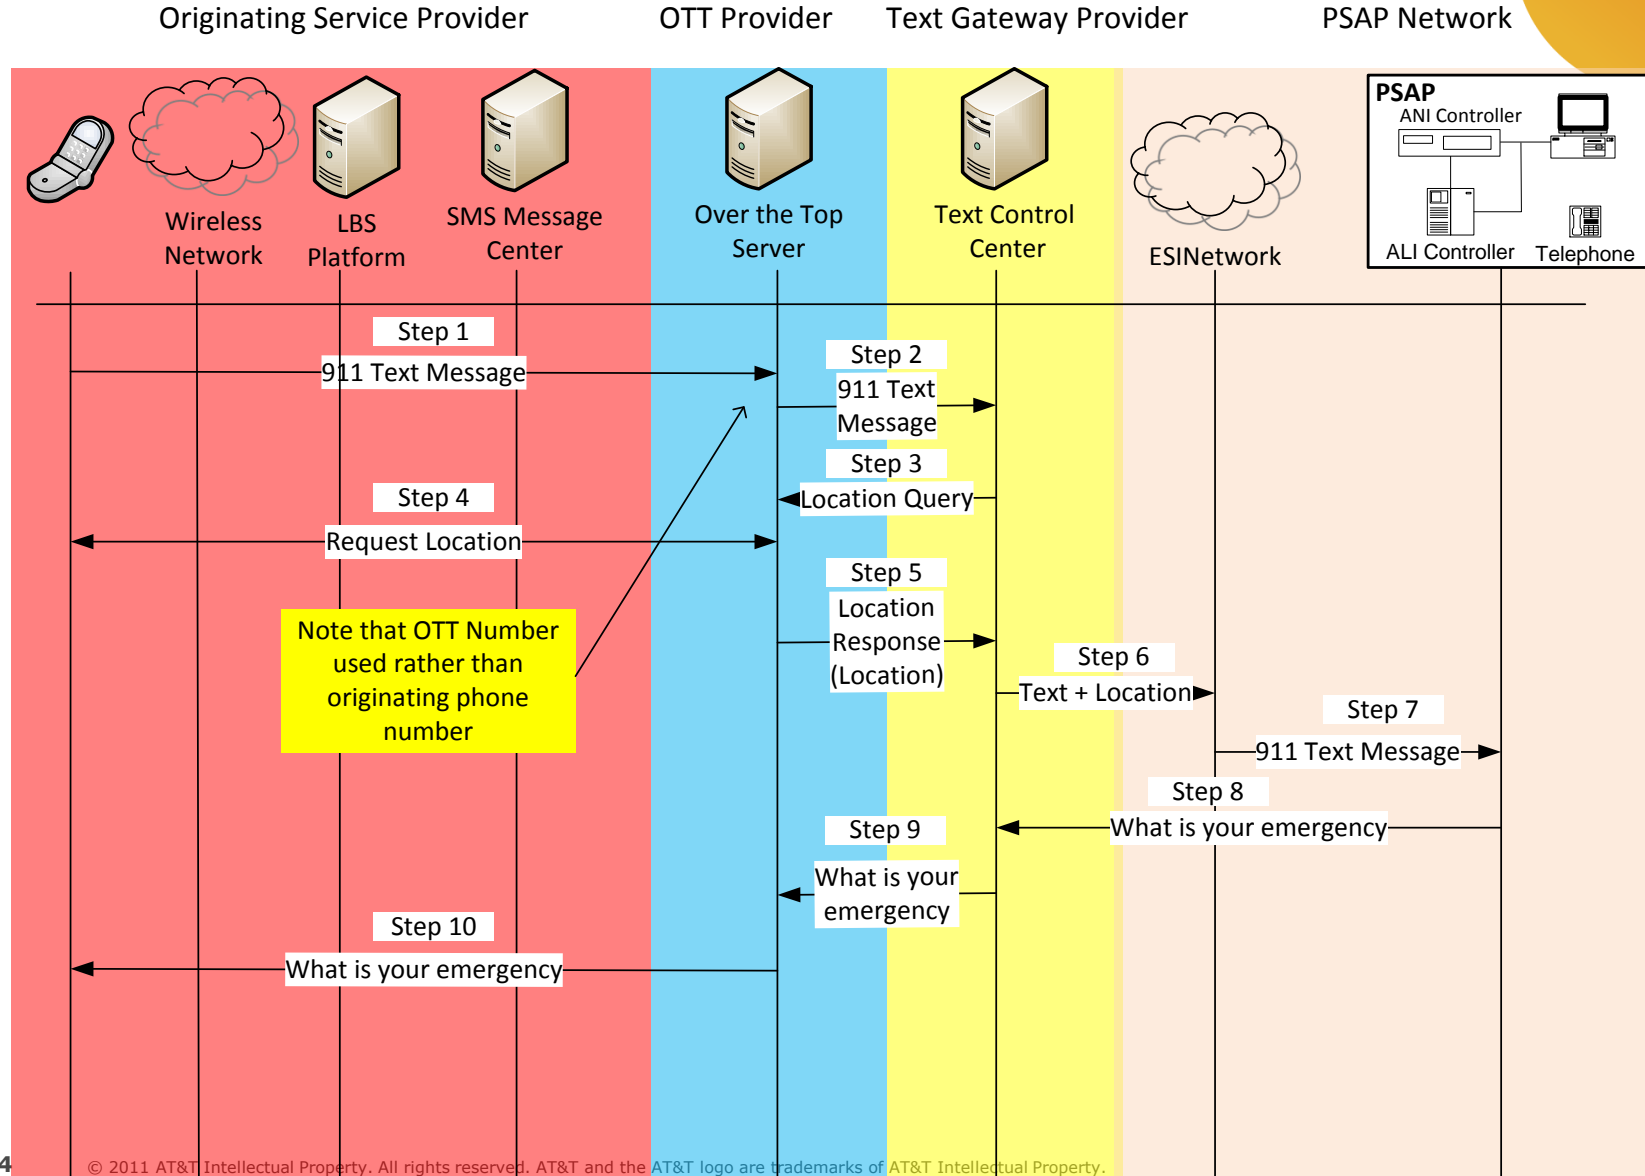 Originating Service Provider
OTT Provider
Text Gateway Provider
PSAP Network
PSAP
ANI Controller
ALI Controller
Telephone
Wireless
Network
LBS
Platform
SMS Message
Center
Over the Top
Server
Text Control
Center
ESINetwork
Step 1
911 Text Message
Step 2
911 Text
Message
Step 3
Location Query
Step 4
Request Location
Step 5
Location
Response
(Location)
Note that OTT Number
used rather than
originating phone
number
Step 6
Text + Location
Step 7
911 Text Message
Step 8
What is your emergency
Step 9
What is your
emergency
Step 10
What is your emergency
4
© 2011 AT&T Intellectual Property. All rights reserved. AT&T and the AT&T logo are trademarks of AT&T Intellectual Property.